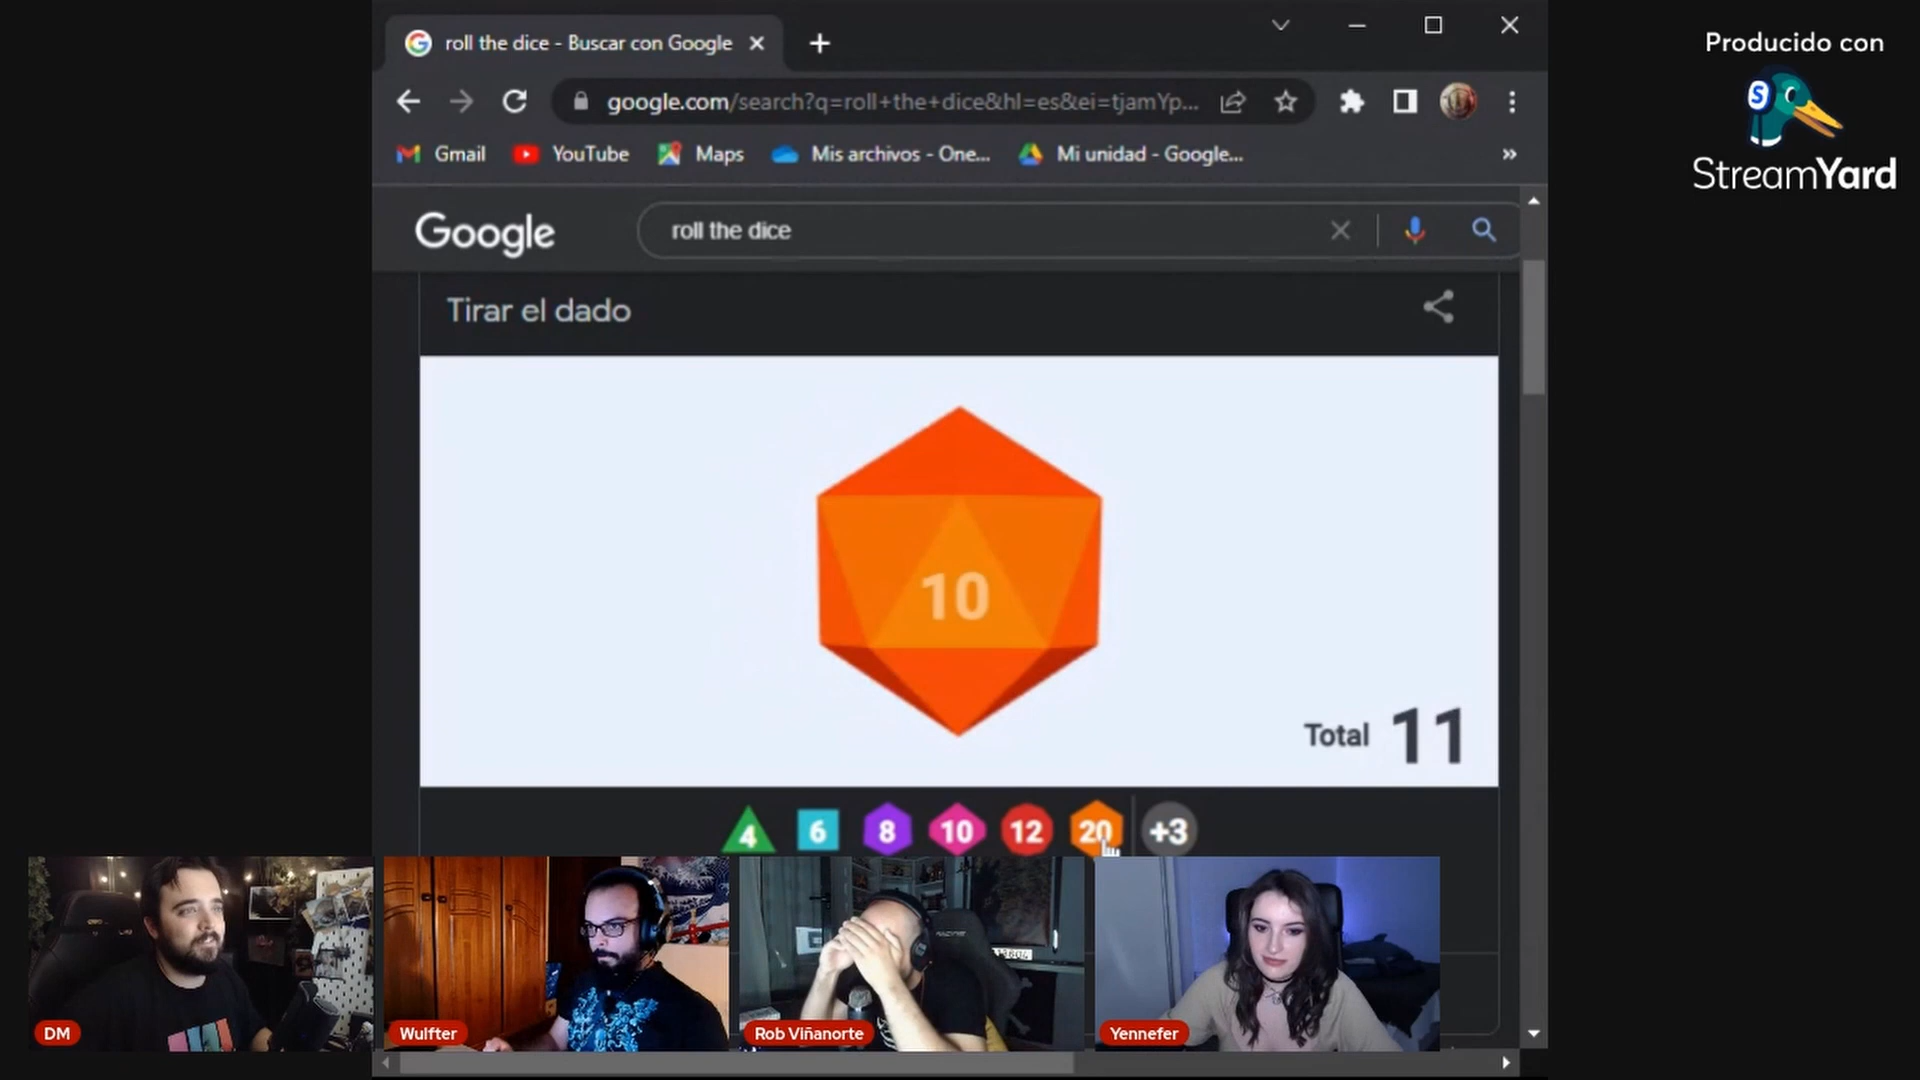 roll the dice - Buscar con Google
google.com/search?q=roll+the+dice&hl=es&ei=tjamYp...
Gmail
YouTube
Maps
Mis archivos - One...
Mi unidad - Google...
»
Producido con
S
StreamYard
Google
roll the dice
Tirar el dado
10
Total 11
4 6 8 10 12 20 +3
DM
Wulfter
Rob Viñanorte
Yennefer